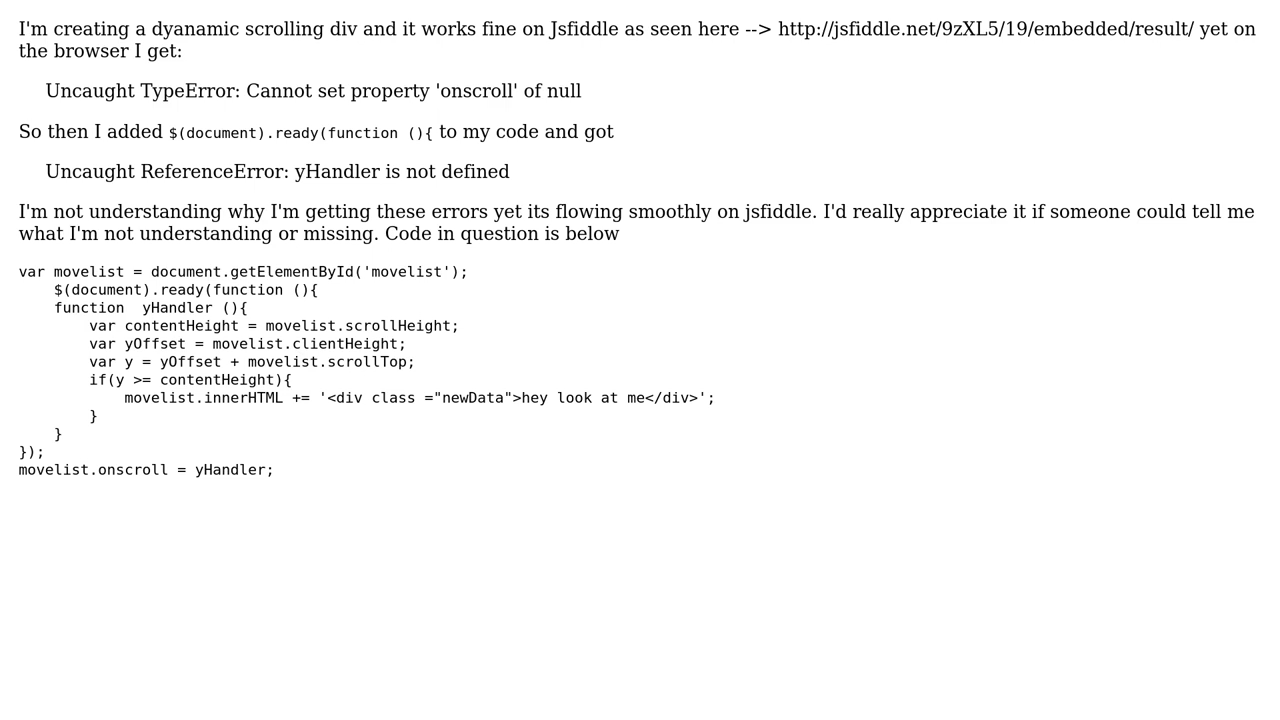 I'm creating a dyanamic scrolling div and it works fine on Jsfiddle as seen here --> http://jsfiddle.net/9zXL5/19/embedded/result/ yet on
the browser I get:
Uncaught TypeError: Cannot set property 'onscroll' of null
So then I added $(document).ready(function (){ to my code and got
Uncaught ReferenceError: yHandler is not defined
I'm not understanding why I'm getting these errors yet its flowing smoothly on jsfiddle. I'd really appreciate it if someone could tell me
what I'm not understanding or missing. Code in question is below
var movelist = document.getElementById('movelist');
    $(document).ready(function (){
    function  yHandler (){
        var contentHeight = movelist.scrollHeight;
        var yOffset = movelist.clientHeight;
        var y = yOffset + movelist.scrollTop;
        if(y >= contentHeight){
            movelist.innerHTML += '<div class ="newData">hey look at me</div>';
        }
    }
});
movelist.onscroll = yHandler;